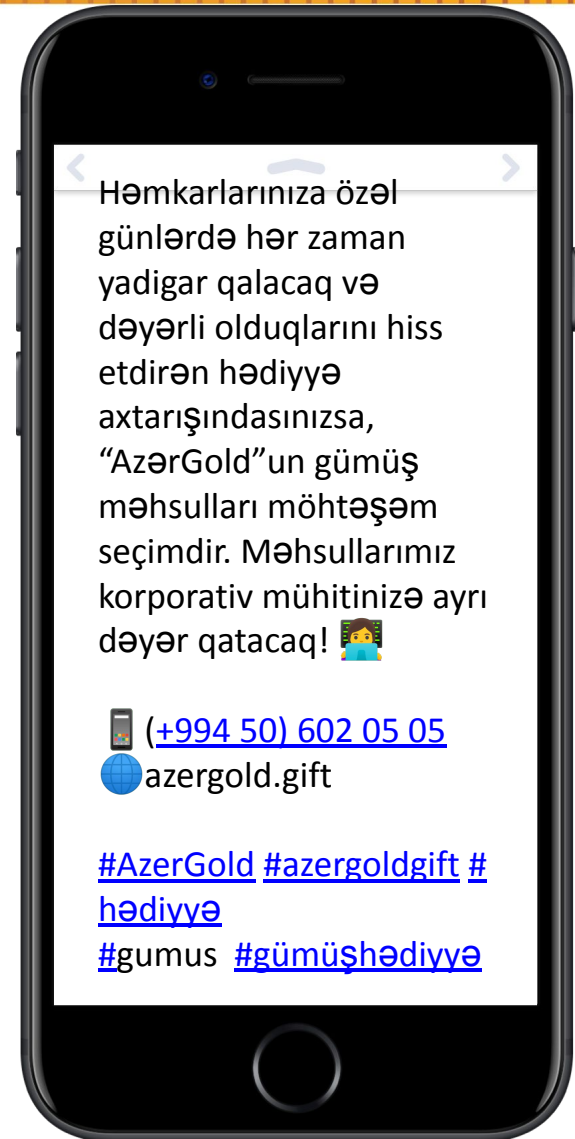 Həmkarlarınıza özəl
günlərdə hər zaman
yadigar qalacaq və
dəyərli olduqlarını hiss
etdirən hədiyyə
axtarışındasınızsa,
“AzərGold”un gümüş
məhsulları möhtəşəm
seçimdir. Məhsullarımız
korporativ mühitinizə ayrı
dəyər qatacaq! 👩‍💻
📱(+994 50) 602 05 05
🌐azergold.gift
#AzerGold #azergoldgift #
hədiyyə
#gumus #gümüşhədiyyə